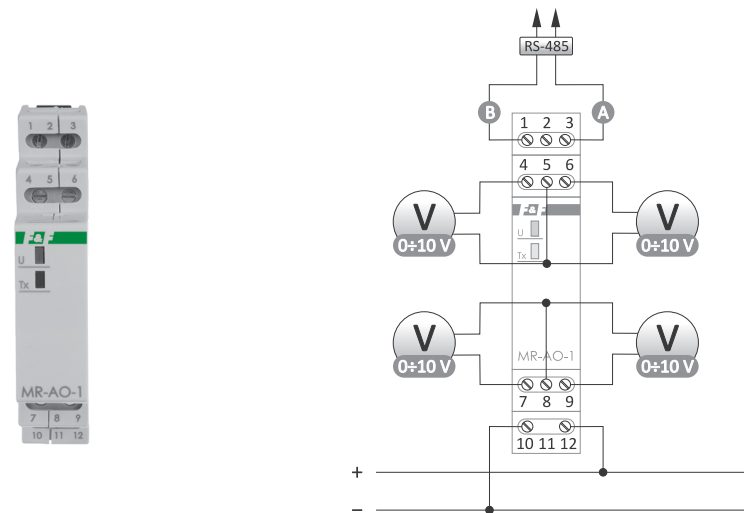 1 2 3
4 5 6
F&F
U
Tx
MR-AO-1
7 8 9
10 11 12
RS-485
B
A
1 2 3
4 5 6
F&F
U
Tx
V
0÷10 V
V
0÷10 V
V
0÷10 V
V
0÷10 V
MR-AO-1
7 8 9
10 11 12
+
−